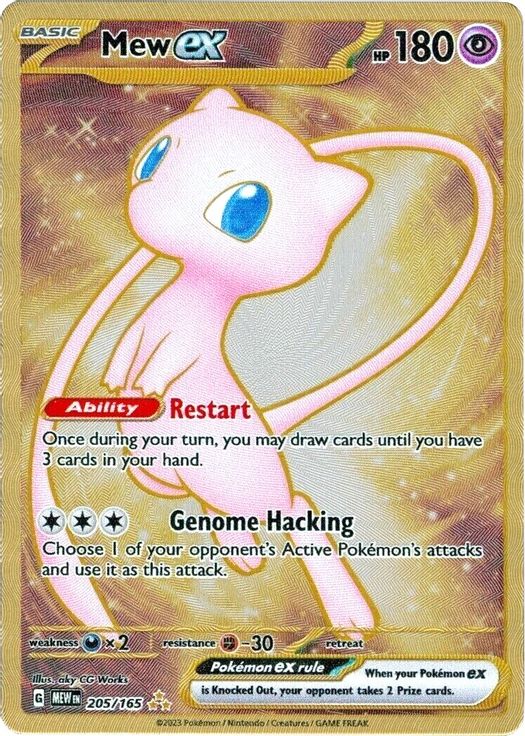 BASIC
Mew ex HP 180
Ability Restart
Once during your turn, you may draw cards until you have
3 cards in your hand.
Genome Hacking
Choose 1 of your opponent's Active Pokémon's attacks
and use it as this attack.
weakness ×2 resistance -30 retreat
Pokémon ex rule When your Pokémon ex
is Knocked Out, your opponent takes 2 Prize cards.
Illus. aky CG Works
G MEW EN 205/165
©2023 Pokémon / Nintendo / Creatures / GAME FREAK